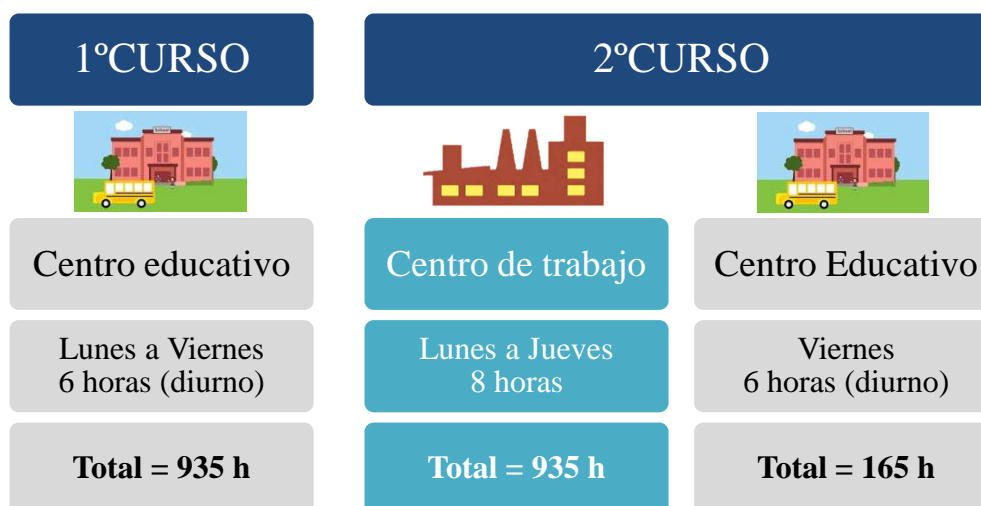 1ºCURSO
2ºCURSO
Centro educativo
Lunes a Viernes
6 horas (diurno)
Total = 935 h
Centro de trabajo
Lunes a Jueves
8 horas
Total = 935 h
Centro Educativo
Viernes
6 horas (diurno)
Total = 165 h